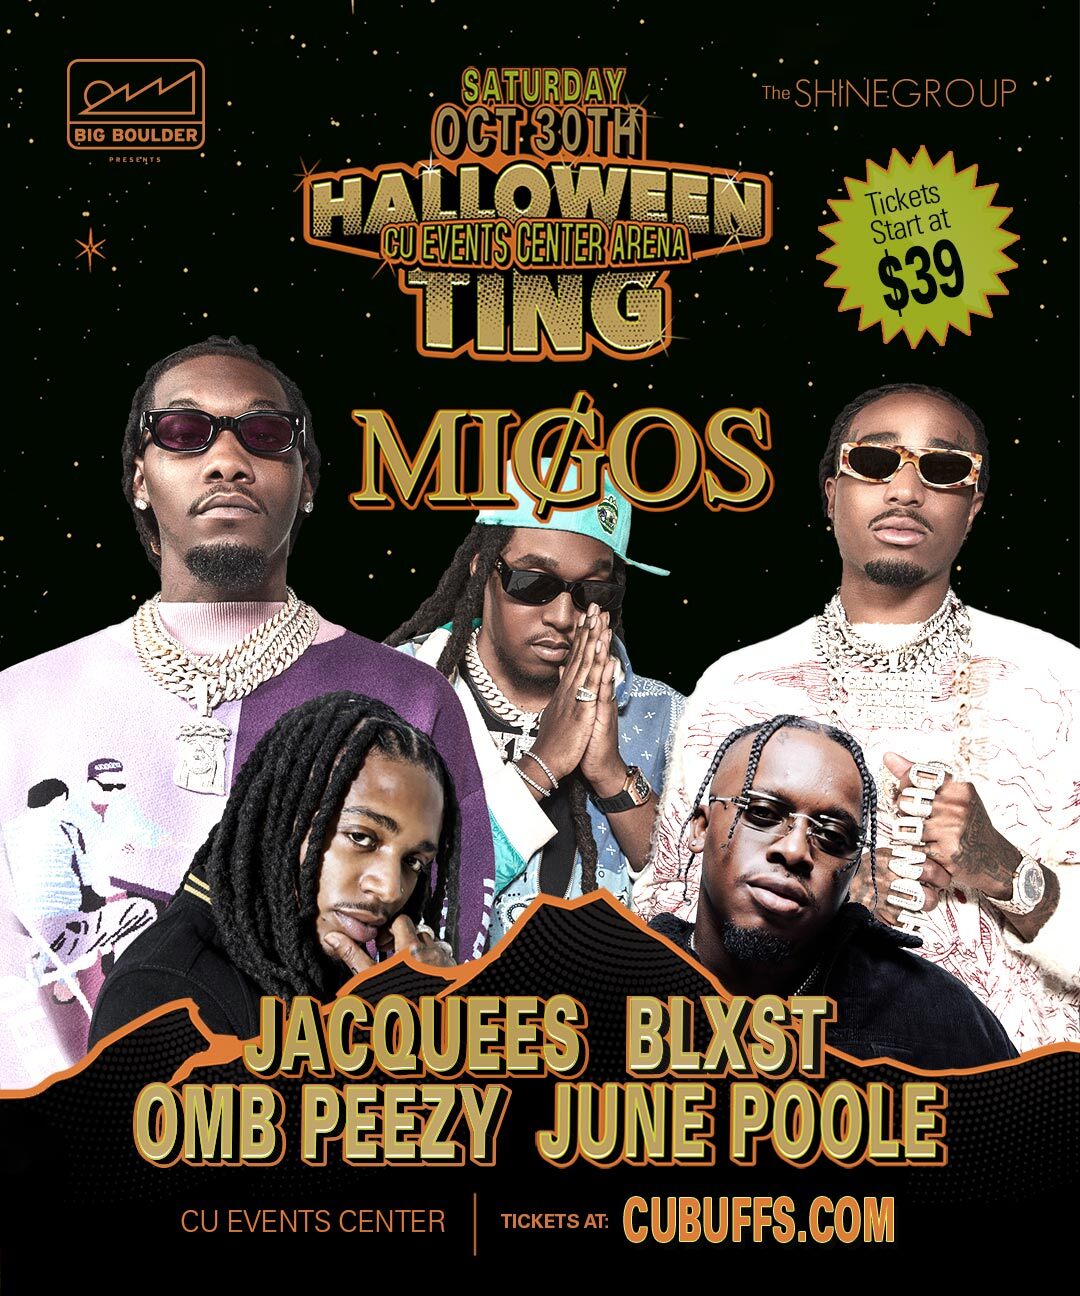 BIG BOULDER
PRESENTS
SATURDAY
OCT 30TH
HALLOWEEN
CU EVENTS CENTER ARENA
TING
The SHINEGROUP
Tickets
Start at
$39
MIGOS
JACQUEES BLXST
OMB PEEZY JUNE POOLE
CU EVENTS CENTER
TICKETS AT: CUBUFFS.COM